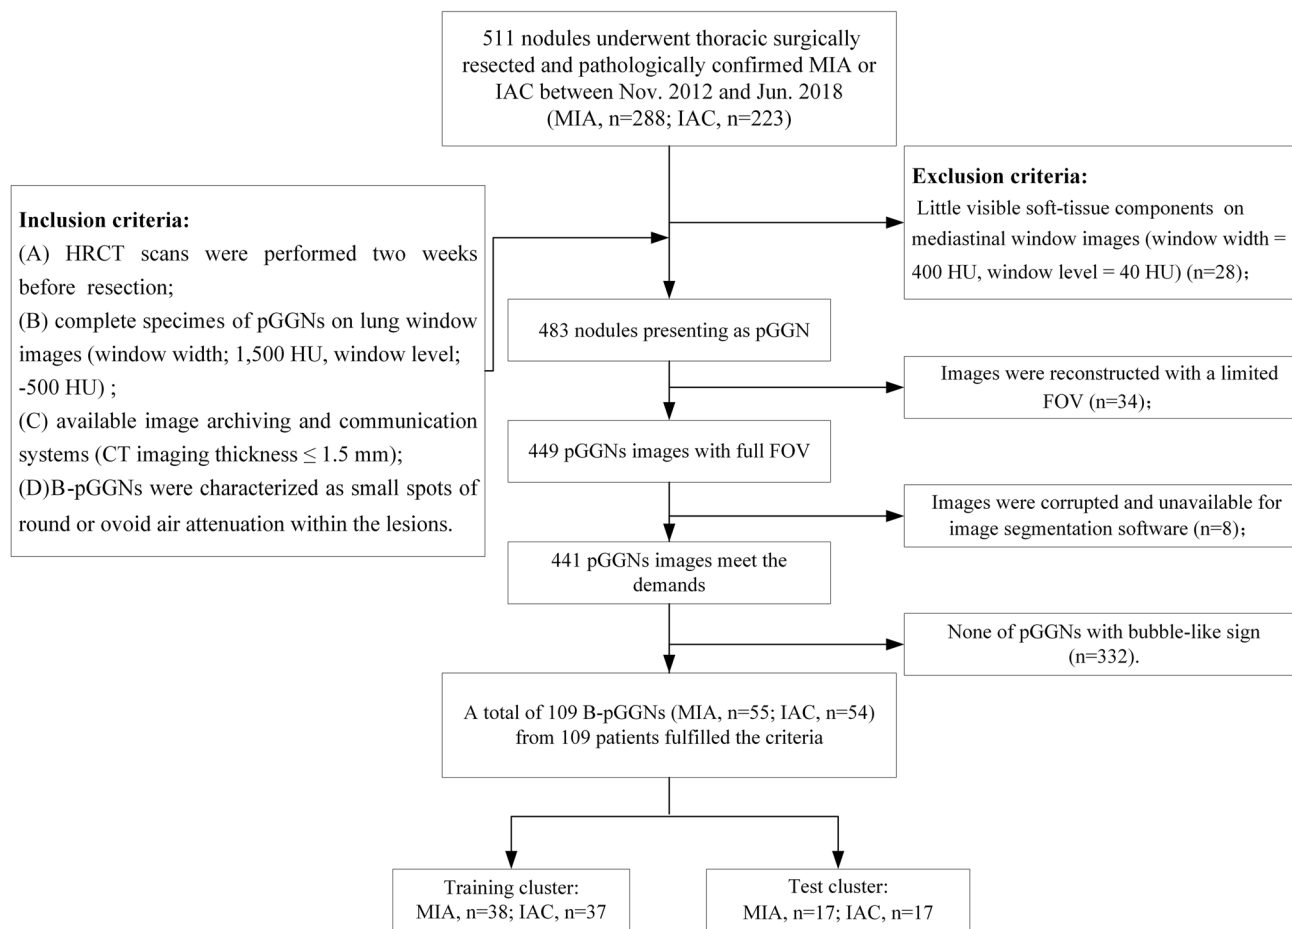 511 nodules underwent thoracic surgically
resected and pathologically confirmed MIA or
IAC between Nov. 2012 and Jun. 2018
(MIA, n=288; IAC, n=223)
Exclusion criteria:
Little visible soft-tissue components on
mediastinal window images (window width =
400 HU, window level = 40 HU) (n=28);
Inclusion criteria:
(A) HRCT scans were performed two weeks
before resection;
(B) complete specimes of pGGNs on lung window
images (window width; 1,500 HU, window level;
-500 HU) ;
(C) available image archiving and communication
systems (CT imaging thickness ≤ 1.5 mm);
(D)B-pGGNs were characterized as small spots of
round or ovoid air attenuation within the lesions.
483 nodules presenting as pGGN
Images were reconstructed with a limited
FOV (n=34);
449 pGGNs images with full FOV
Images were corrupted and unavailable for
image segmentation software (n=8);
441 pGGNs images meet the
demands
None of pGGNs with bubble-like sign
(n=332).
A total of 109 B-pGGNs (MIA, n=55; IAC, n=54)
from 109 patients fulfilled the criteria
Training cluster:
MIA, n=38; IAC, n=37
Test cluster:
MIA, n=17; IAC, n=17